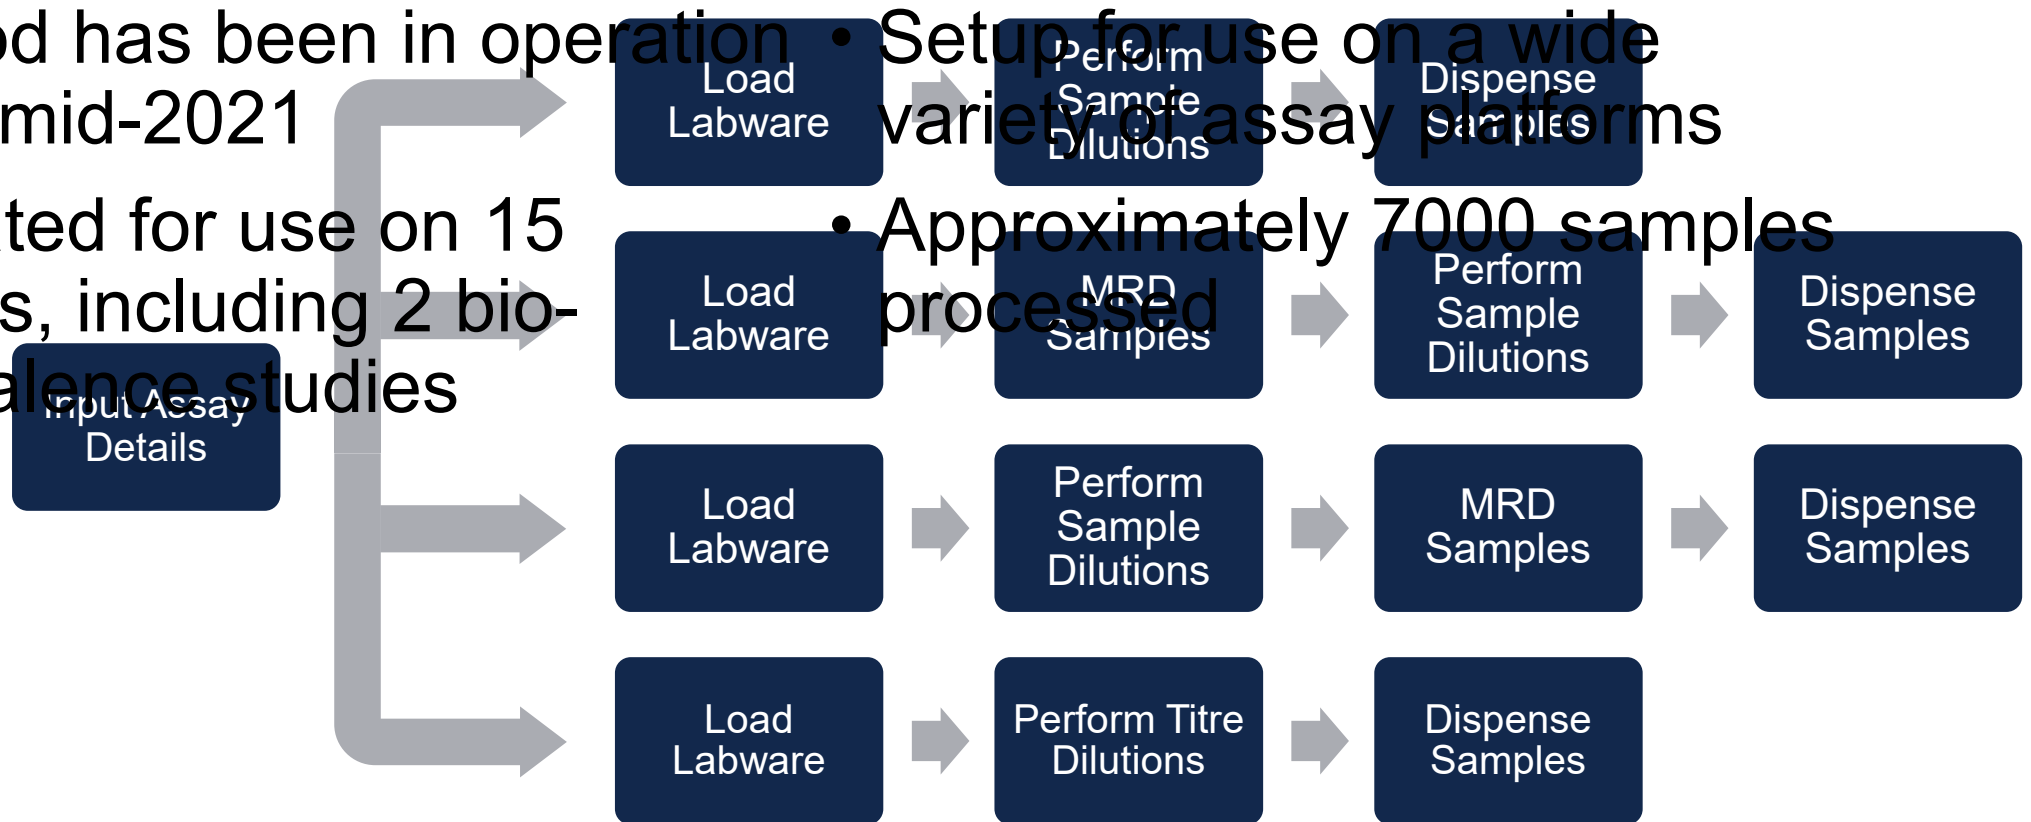 has been in operation
mid-2021
for use on 15
including 2 bio-
studies
• Setup for use on a wide
variety of assay platforms
• Approximately 7000 samples
processed
Input Assay
Details
Load
Labware
Perform
Sample
Dilutions
Dispense
Samples
Load
Labware
MRD
Samples
Perform
Sample
Dilutions
Dispense
Samples
Load
Labware
Perform
Sample
Dilutions
MRD
Samples
Dispense
Samples
Load
Labware
Perform Titre
Dilutions
Dispense
Samples